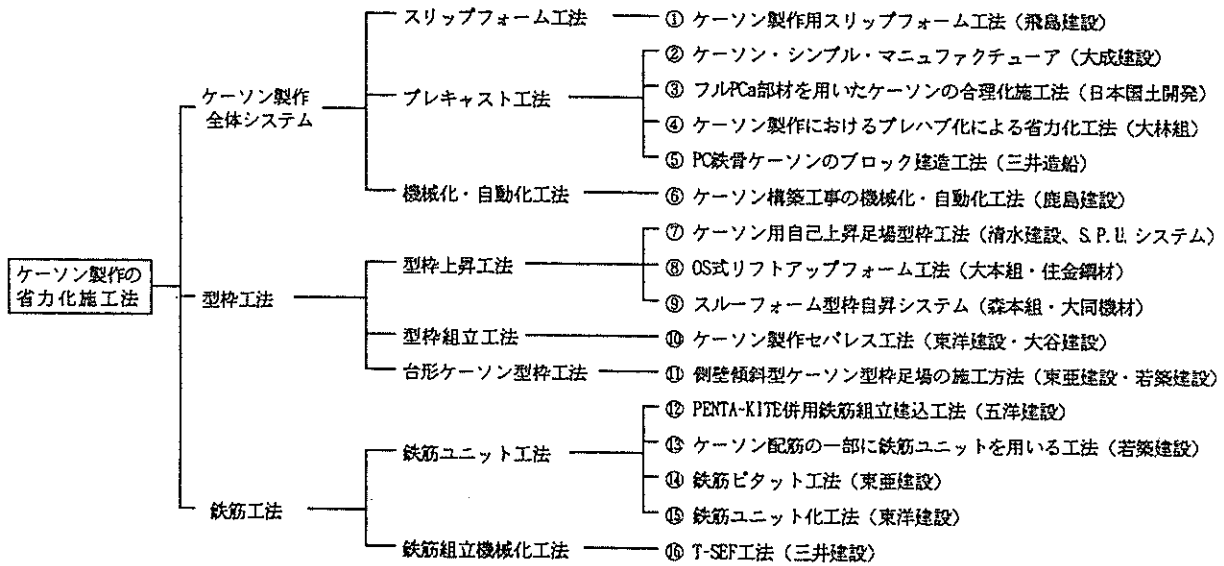 スリップフォーム工法
① ケーソン製作用スリップフォーム工法（飛島建設）
ケーソン製作
全体システム
プレキャスト工法
② ケーソン・シンプル・マニュファクチューア（大成建設）
③ フルPCa部材を用いたケーソンの合理化施工法（日本国土開発）
④ ケーソン製作におけるプレハブ化による省力化工法（大林組）
⑤ PC鉄骨ケーソンのブロック建造工法（三井造船）
機械化・自動化工法
⑥ ケーソン構築工事の機械化・自動化工法（鹿島建設）
ケーソン製作の
省力化施工法
型枠工法
型枠上昇工法
⑦ ケーソン用自己上昇足場型枠工法（清水建設、S.P.U.システム）
⑧ OS式リフトアップフォーム工法（大本組・住金鋼材）
⑨ スルーフォーム型枠自昇システム（森本組・大同機材）
型枠組立工法
⑩ ケーソン製作セパレス工法（東洋建設・大谷建設）
台形ケーソン型枠工法
⑪ 側壁傾斜型ケーソン型枠足場の施工方法（東亜建設・若築建設）
鉄筋工法
鉄筋ユニット工法
⑫ PENTA-KITE併用鉄筋組立建込工法（五洋建設）
⑬ ケーソン配筋の一部に鉄筋ユニットを用いる工法（若築建設）
⑭ 鉄筋ピタット工法（東亜建設）
⑮ 鉄筋ユニット化工法（東洋建設）
鉄筋組立機械化工法
⑯ T-SEF工法（三井建設）